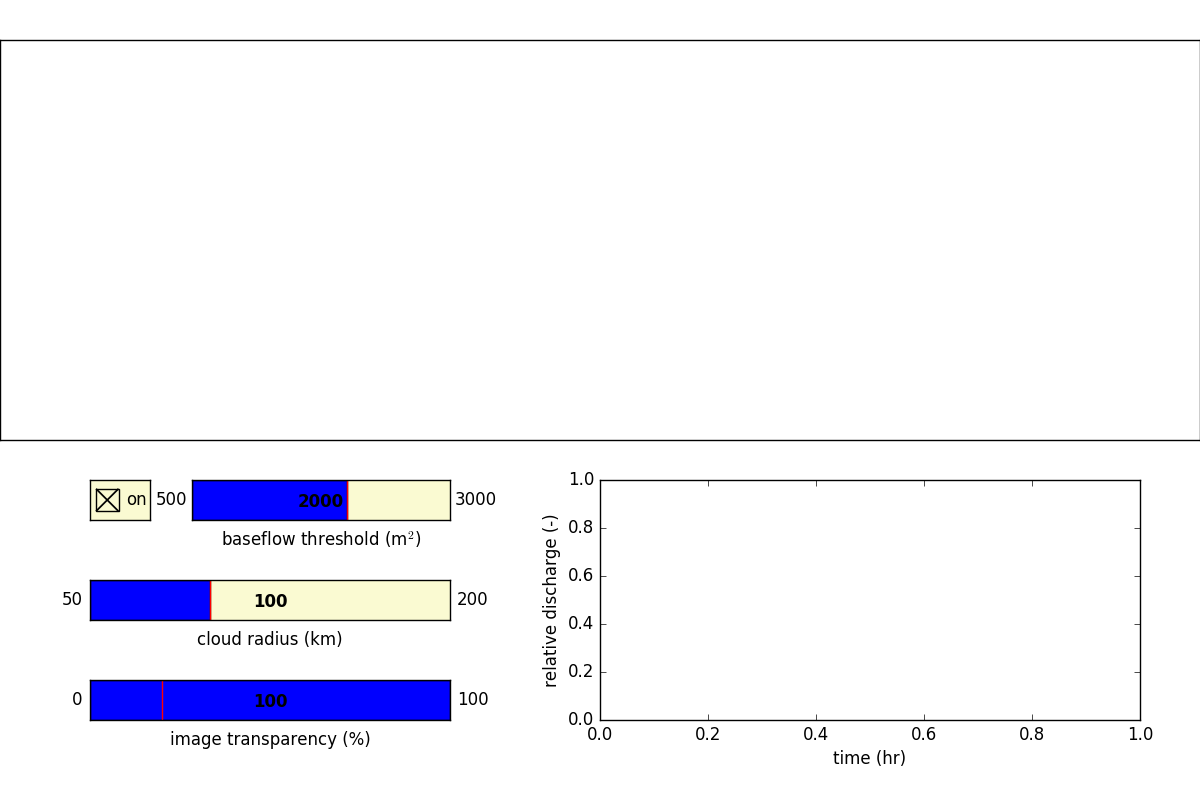 on 500 2000 3000
baseflow threshold (m²)
50 100 200
cloud radius (km)
0 100 100
image transparency (%)
1.0
0.8
0.6
0.4
0.2
0.0
relative discharge (-)
0.0 0.2 0.4 0.6 0.8 1.0
time (hr)